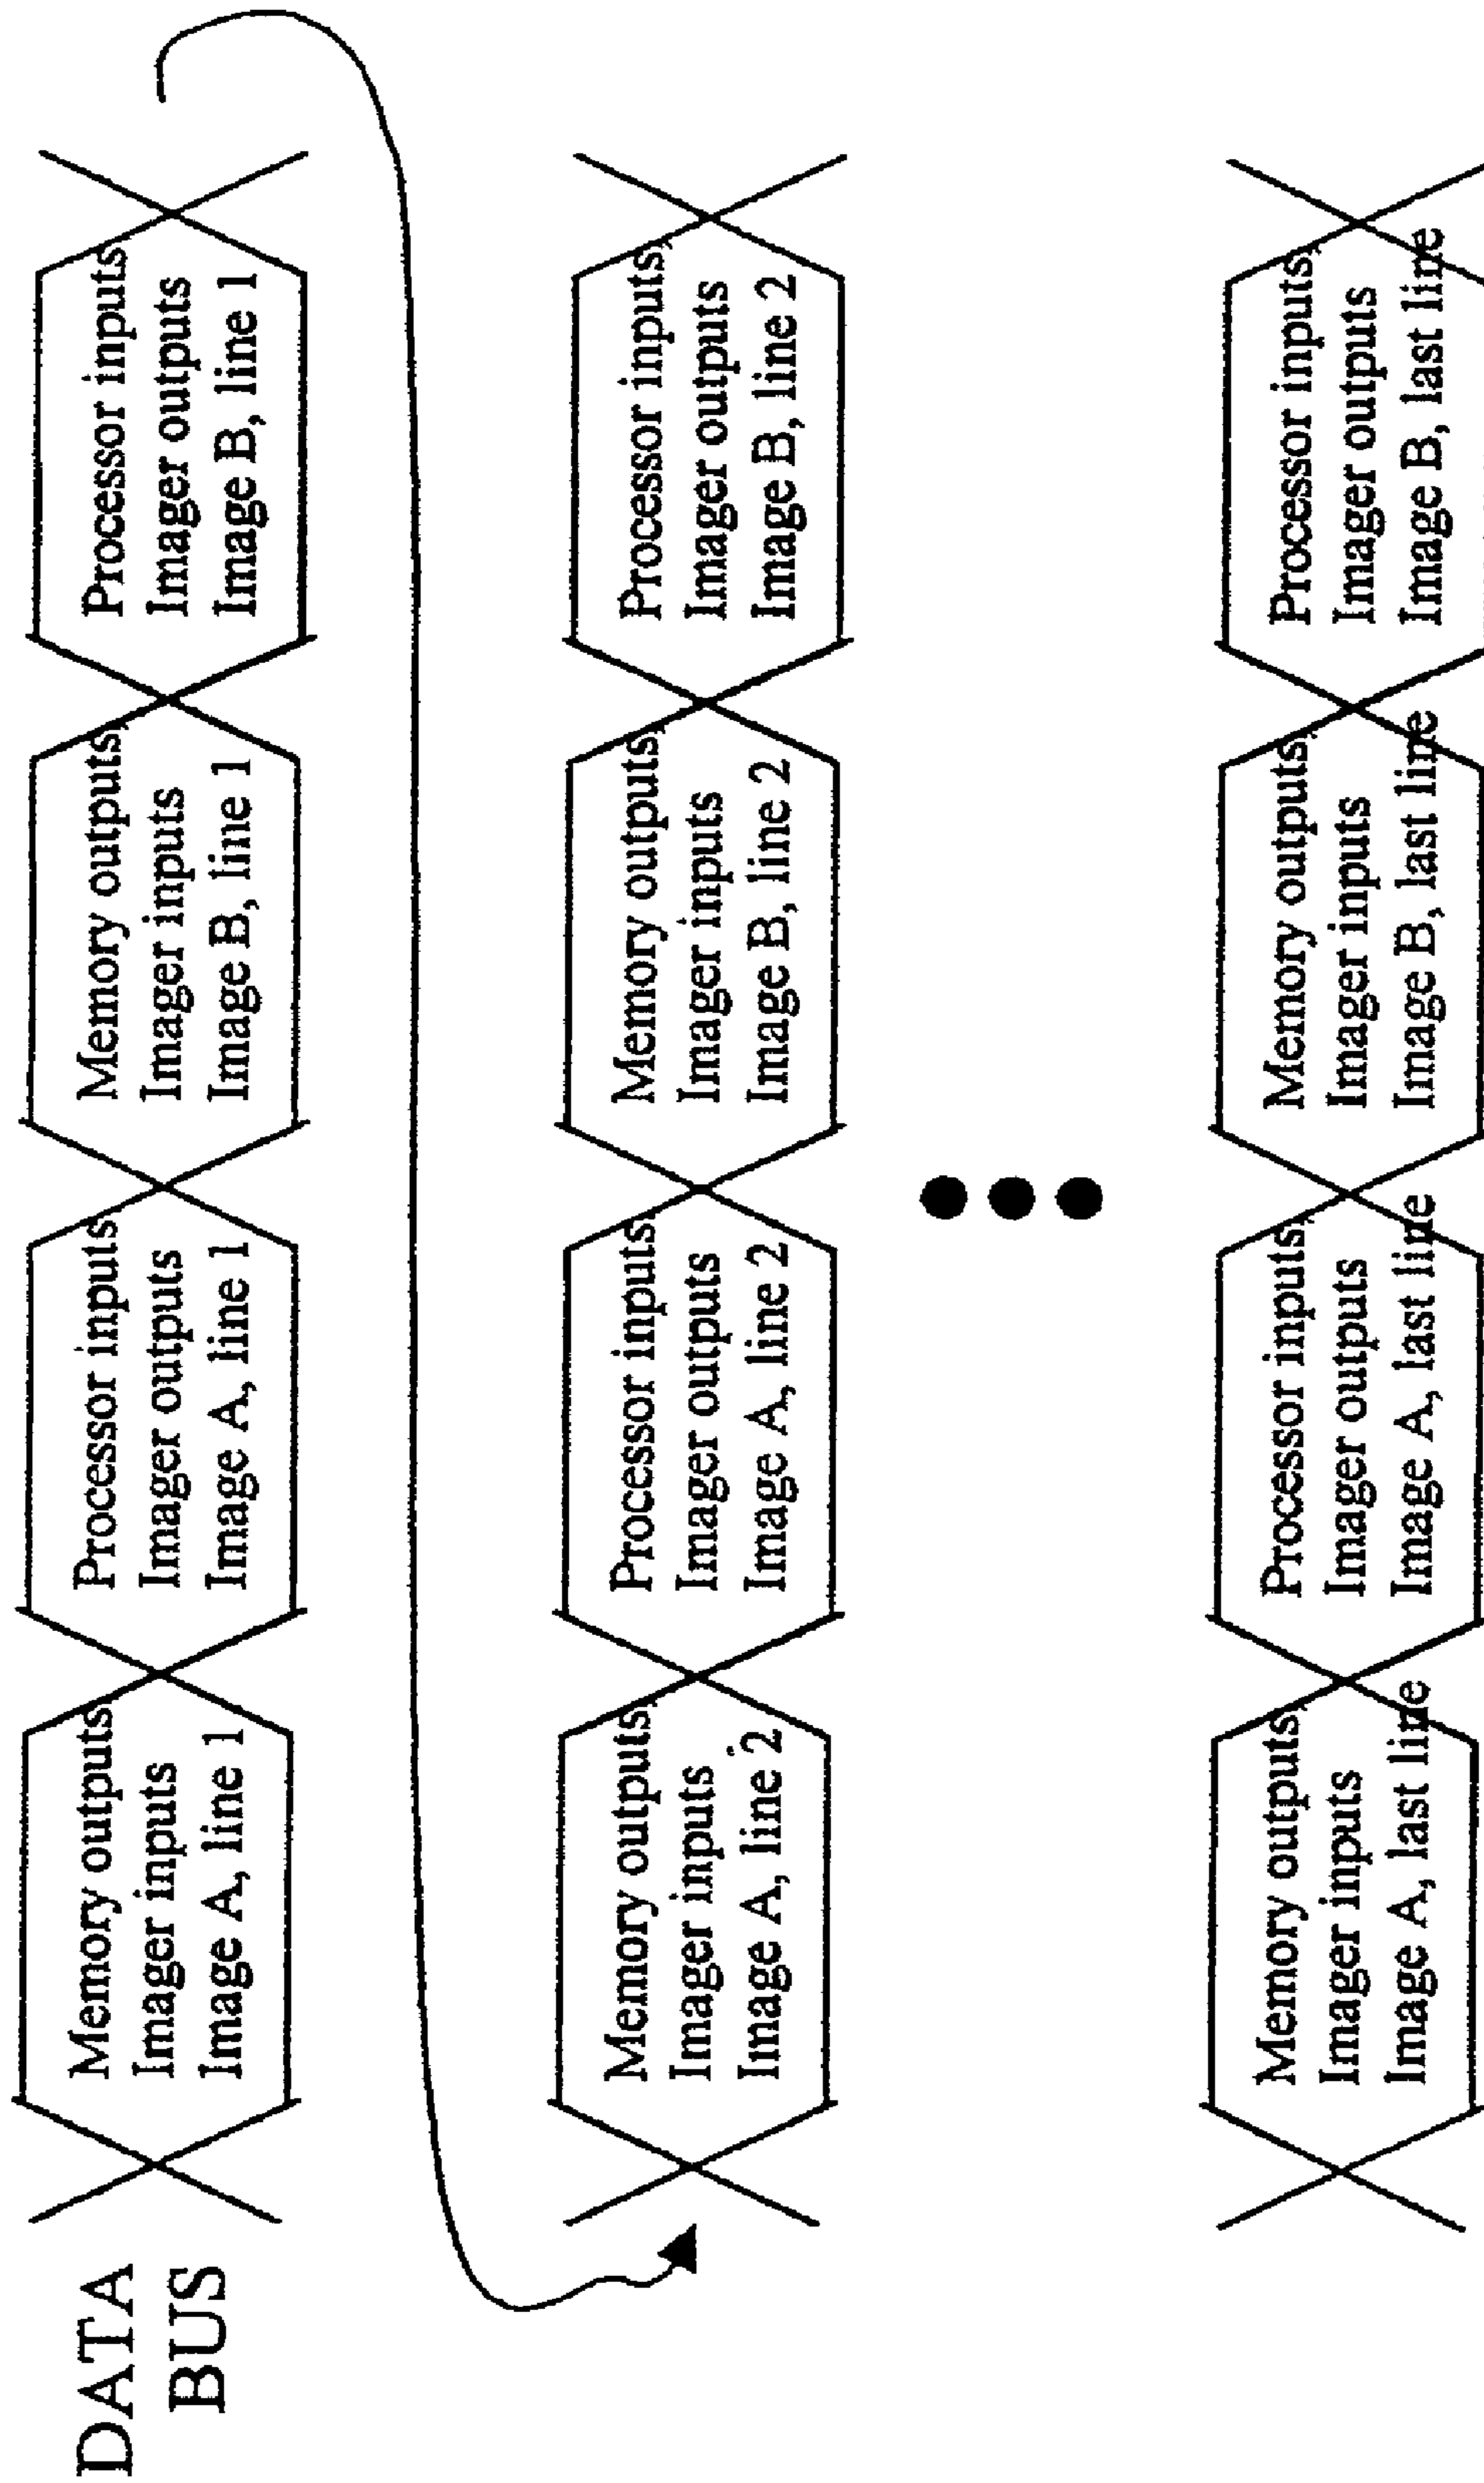 DATA
BUS
Memory outputs,
Imager inputs
Image A, line 1
Processor inputs,
Imager outputs
Image A, line 1
Memory outputs,
Imager inputs
Image B, line 1
Processor inputs,
Imager outputs
Image B, line 1
Memory outputs,
Imager inputs
Image A, line 2
Processor inputs,
Imager outputs
Image A, line 2
Memory outputs,
Imager inputs
Image B, line 2
Processor inputs,
Imager outputs
Image B, line 2
Memory outputs,
Imager inputs
Image A, last line
Processor inputs,
Imager outputs
Image A, last line
Memory outputs,
Imager inputs
Image B, last line
Processor inputs,
Imager outputs
Image B, last line